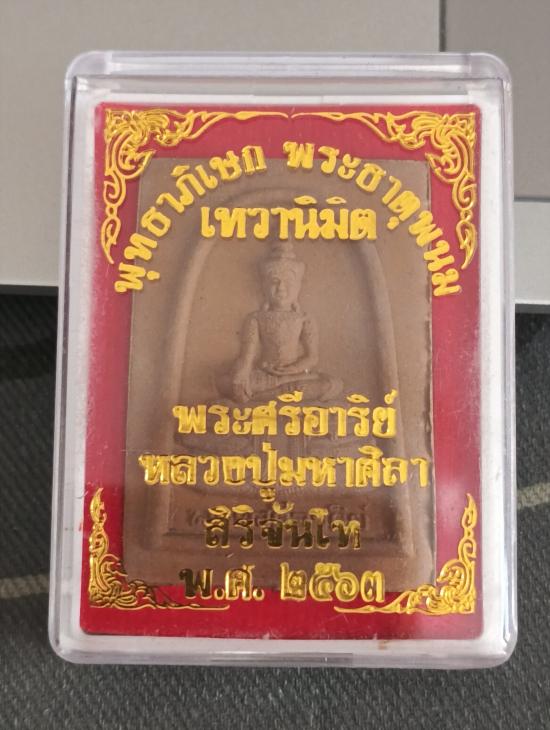 พุทธาภิเษก พระธาตุพนม
เทวานิมิต
พระศรีอาริย์
หลวงปู่มหาศิลา
สิริจันโท
พ.ศ. ๒๕๖๓